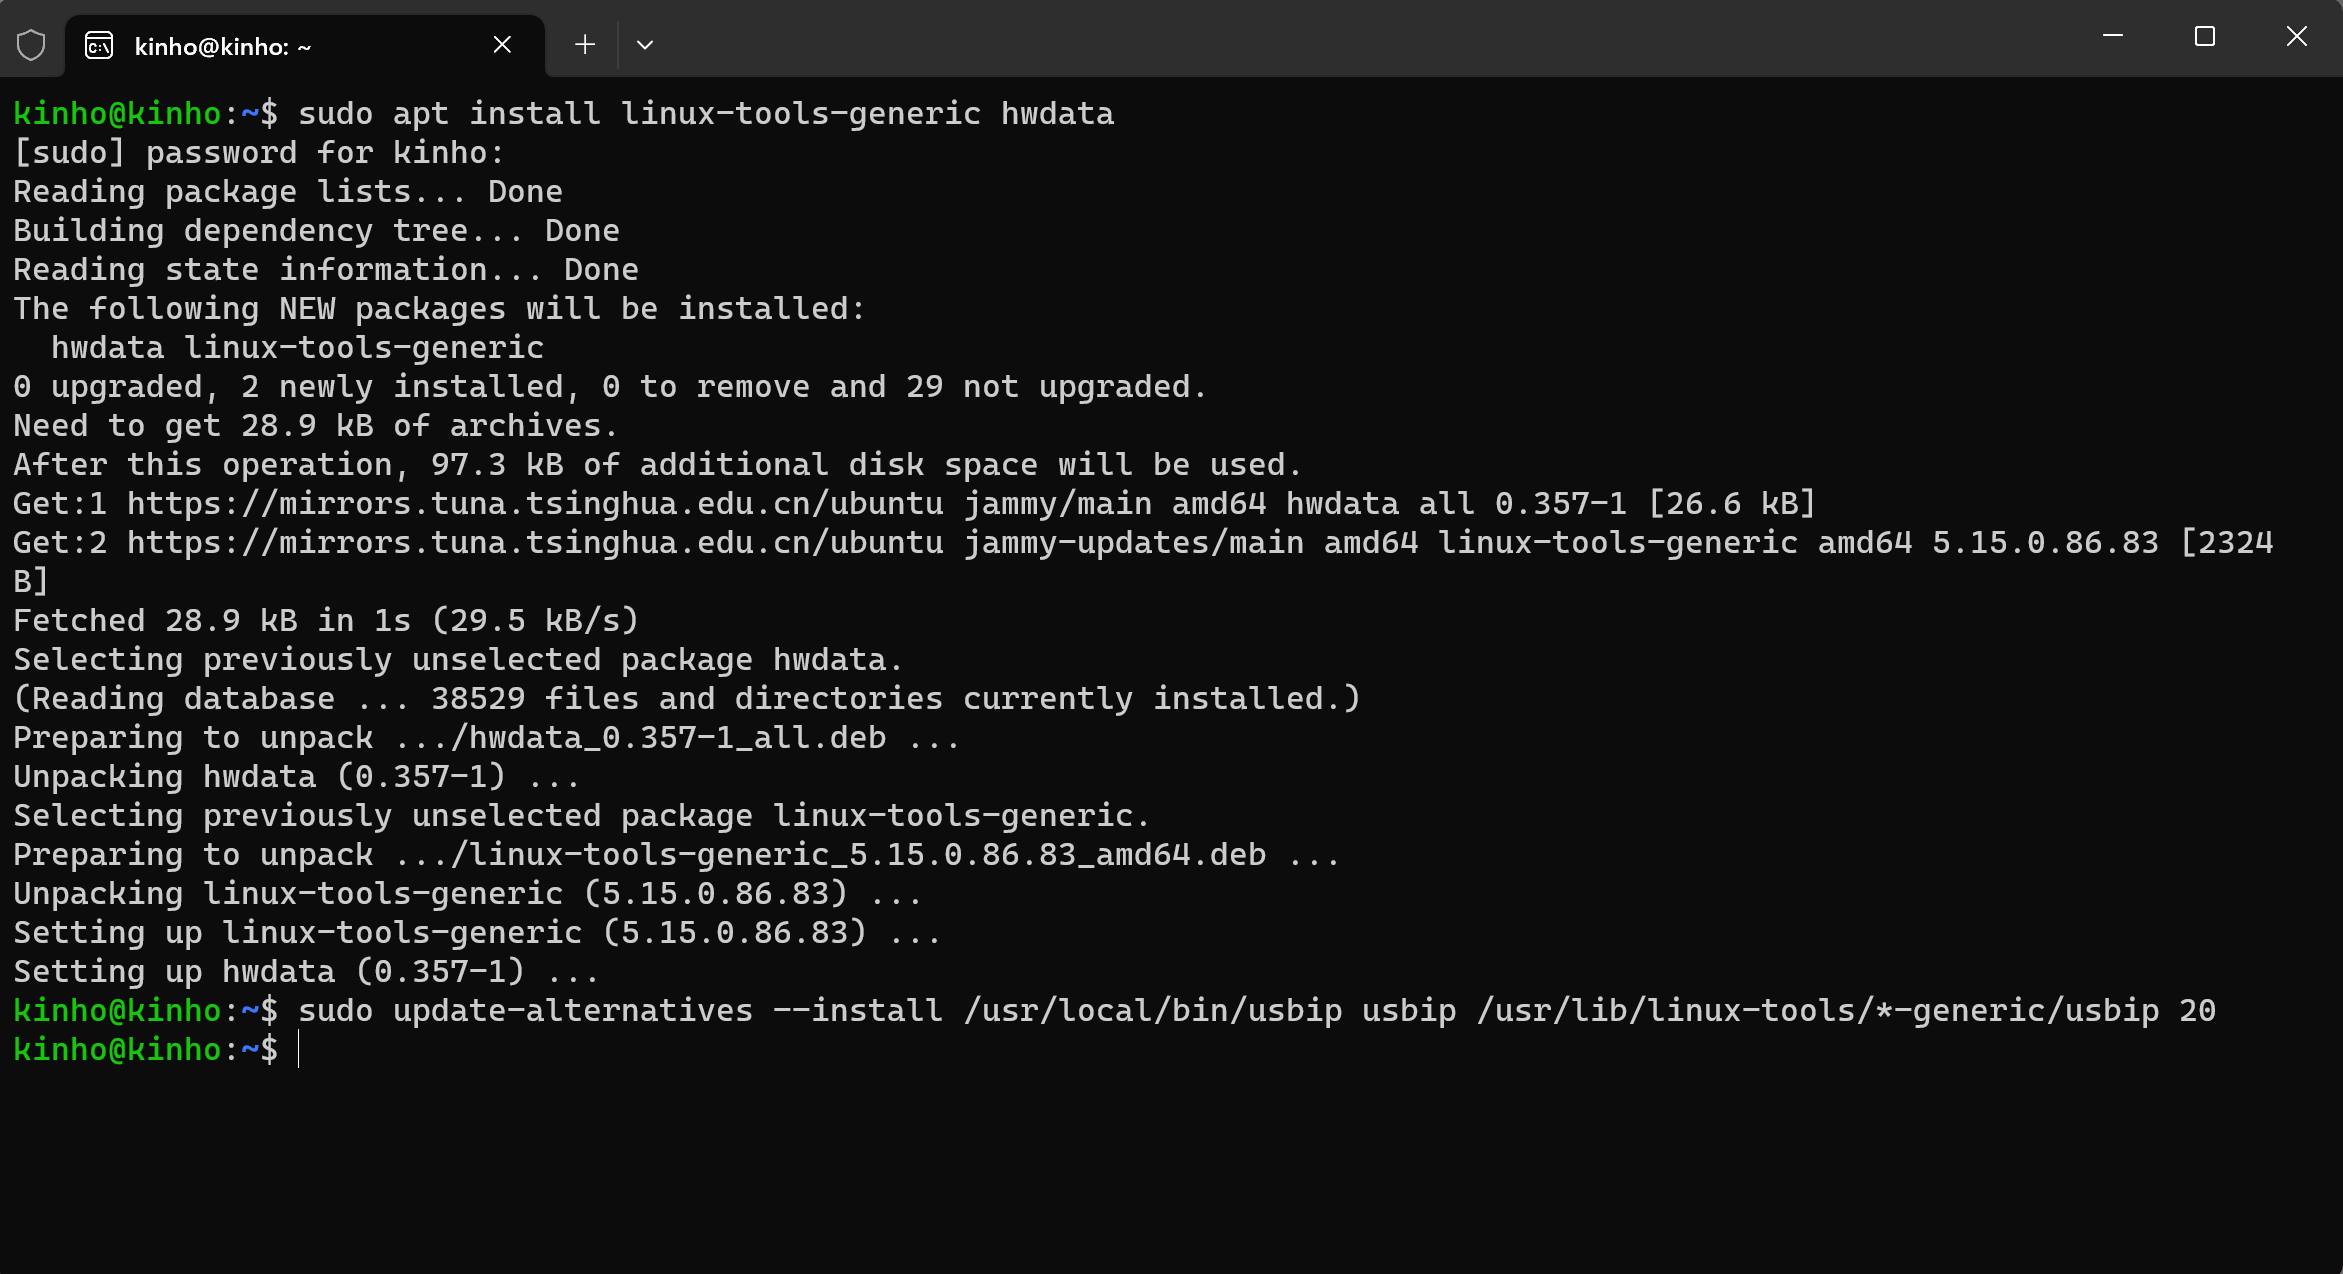 kinho@kinho: ~
kinho@kinho:~$ sudo apt install linux-tools-generic hwdata
[sudo] password for kinho:
Reading package lists... Done
Building dependency tree... Done
Reading state information... Done
The following NEW packages will be installed:
  hwdata linux-tools-generic
0 upgraded, 2 newly installed, 0 to remove and 29 not upgraded.
Need to get 28.9 kB of archives.
After this operation, 97.3 kB of additional disk space will be used.
Get:1 https://mirrors.tuna.tsinghua.edu.cn/ubuntu jammy/main amd64 hwdata all 0.357-1 [26.6 kB]
Get:2 https://mirrors.tuna.tsinghua.edu.cn/ubuntu jammy-updates/main amd64 linux-tools-generic amd64 5.15.0.86.83 [2324
B]
Fetched 28.9 kB in 1s (29.5 kB/s)
Selecting previously unselected package hwdata.
(Reading database ... 38529 files and directories currently installed.)
Preparing to unpack .../hwdata_0.357-1_all.deb ...
Unpacking hwdata (0.357-1) ...
Selecting previously unselected package linux-tools-generic.
Preparing to unpack .../linux-tools-generic_5.15.0.86.83_amd64.deb ...
Unpacking linux-tools-generic (5.15.0.86.83) ...
Setting up linux-tools-generic (5.15.0.86.83) ...
Setting up hwdata (0.357-1) ...
kinho@kinho:~$ sudo update-alternatives --install /usr/local/bin/usbip usbip /usr/lib/linux-tools/*-generic/usbip 20
kinho@kinho:~$